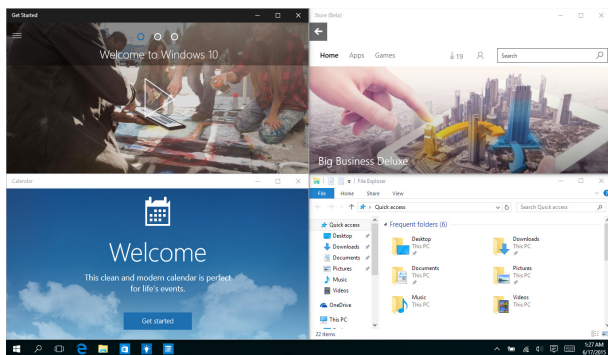 Get Started
Welcome to Windows 10
Store (Beta)
Home Apps Games 19 Search
Big Business Deluxe
Calendar
Welcome
This clean and modern calendar is perfect
for life's events.
Get started
File Explorer
File Home Share View
Quick access Search Quick access
Quick access
Desktop
Downloads
Documents
Pictures
Music
Videos
OneDrive
This PC
Frequent folders (6)
Desktop
This PC
Downloads
This PC
Documents
This PC
Pictures
This PC
Music
This PC
Videos
This PC
22 items
1:27 AM
6/17/2015